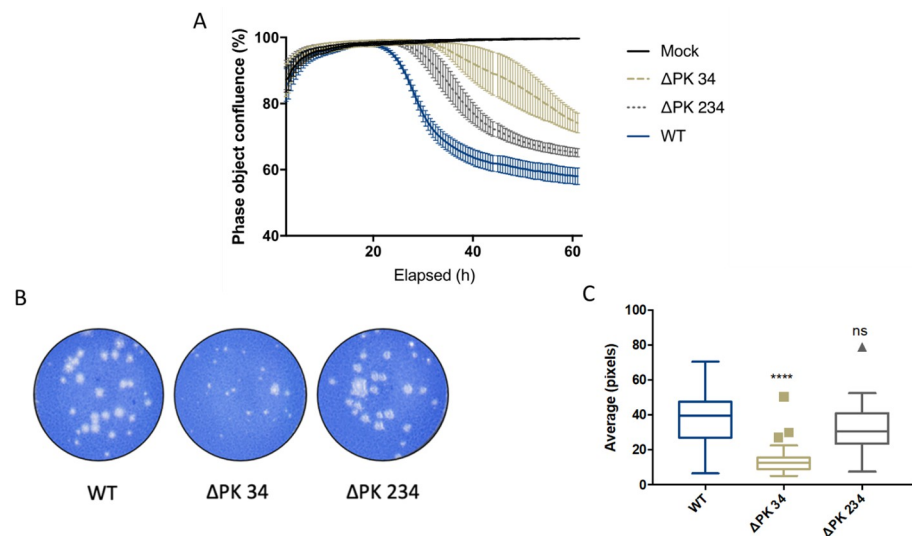 A
Phase object confluence (%)
100
80
60
40
20
40
60
Elapsed (h)
Mock
ΔPK 34
ΔPK 234
WT
B
WT
ΔPK 34
ΔPK 234
C
Average (pixels)
100
80
60
40
20
0
****
ns
WT
ΔPK 34
ΔPK 234